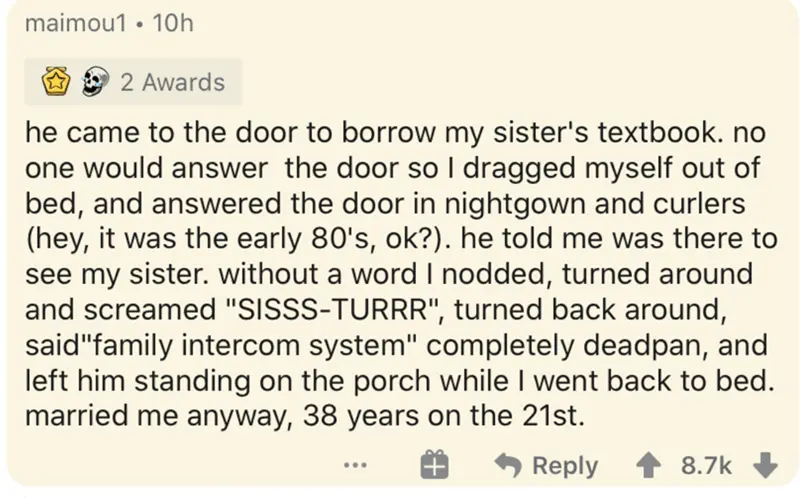 maimou1 • 10h
2 Awards
he came to the door to borrow my sister's textbook. no
one would answer  the door so I dragged myself out of
bed, and answered the door in nightgown and curlers
(hey, it was the early 80's, ok?). he told me was there to
see my sister. without a word I nodded, turned around
and screamed "SISSS-TURRR", turned back around,
said"family intercom system" completely deadpan, and
left him standing on the porch while I went back to bed.
married me anyway, 38 years on the 21st.
... Reply 8.7k